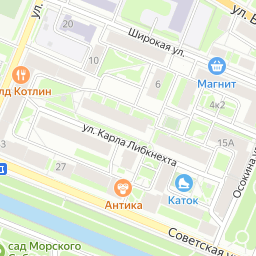 ул.
20
Широкая ул.
ул. В
10
Магнит
6
лд Котлин
4к2
ул. Карла Либкнехта
15А
3
27
Осокина у
Антика
Каток
Советская ул
сад Морского